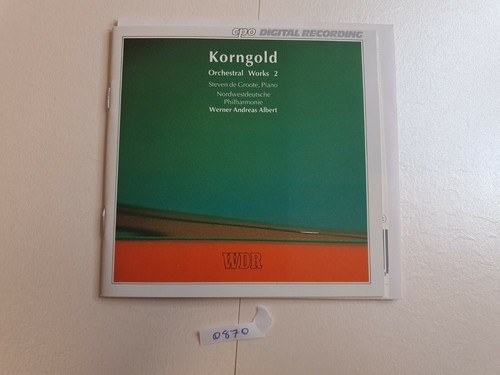 cpo DIGITAL RECORDING
Korngold
Orchestral Works 2
Steven de Groote, Piano
Nordwestdeutsche
Philharmonie
Werner Andreas Albert
WDR
0870